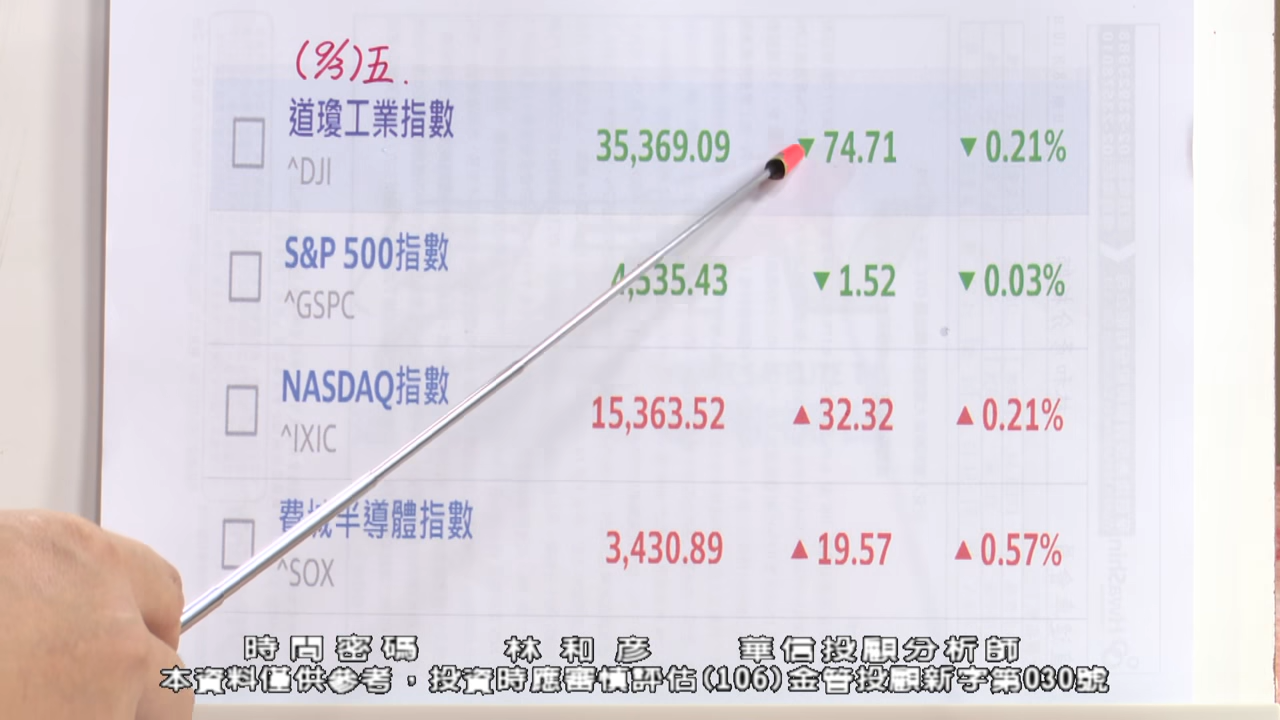 (9/3)五.
道瓊工業指數 35,369.09 ▼74.71 ▼0.21%
^DJI
S&P 500指數 4,535.43 ▼1.52 ▼0.03%
^GSPC
NASDAQ指數 15,363.52 ▲32.32 ▲0.21%
^IXIC
費城半導體指數 3,430.89 ▲19.57 ▲0.57%
^SOX
時間密碼 林和彥 華信投顧分析師
本資料僅供參考，投資時應審慎評估(106)金管投顧新字第030號